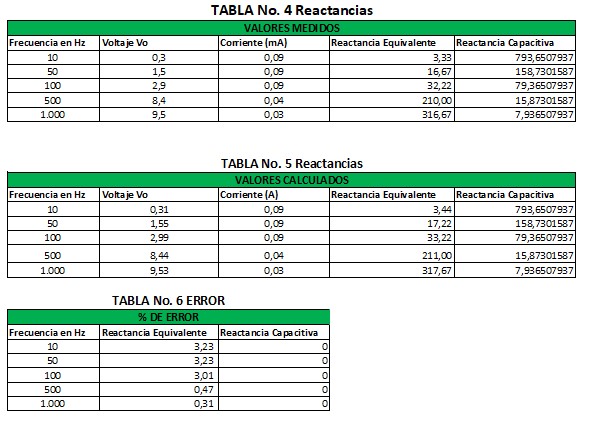 TABLA No. 4 Reactancias
VALORES MEDIDOS
Frecuencia en Hz Voltaje Vo Corriente (mA) Reactancia Equivalente Reactancia Capacitiva
10 0,3 0,09 3,33 793,6507937
50 1,5 0,09 16,67 158,7301587
100 2,9 0,09 32,22 79,36507937
500 8,4 0,04 210,00 15,87301587
1.000 9,5 0,03 316,67 7,936507937
TABLA No. 5 Reactancias
VALORES CALCULADOS
Frecuencia en Hz Voltaje Vo Corriente (A) Reactancia Equivalente Reactancia Capacitiva
10 0,31 0,09 3,44 793,6507937
50 1,55 0,09 17,22 158,7301587
100 2,99 0,09 33,22 79,36507937
500 8,44 0,04 211,00 15,87301587
1.000 9,53 0,03 317,67 7,936507937
TABLA No. 6 ERROR
% DE ERROR
Frecuencia en Hz Reactancia Equivalente Reactancia Capacitiva
10 3,23 0
50 3,23 0
100 3,01 0
500 0,47 0
1.000 0,31 0